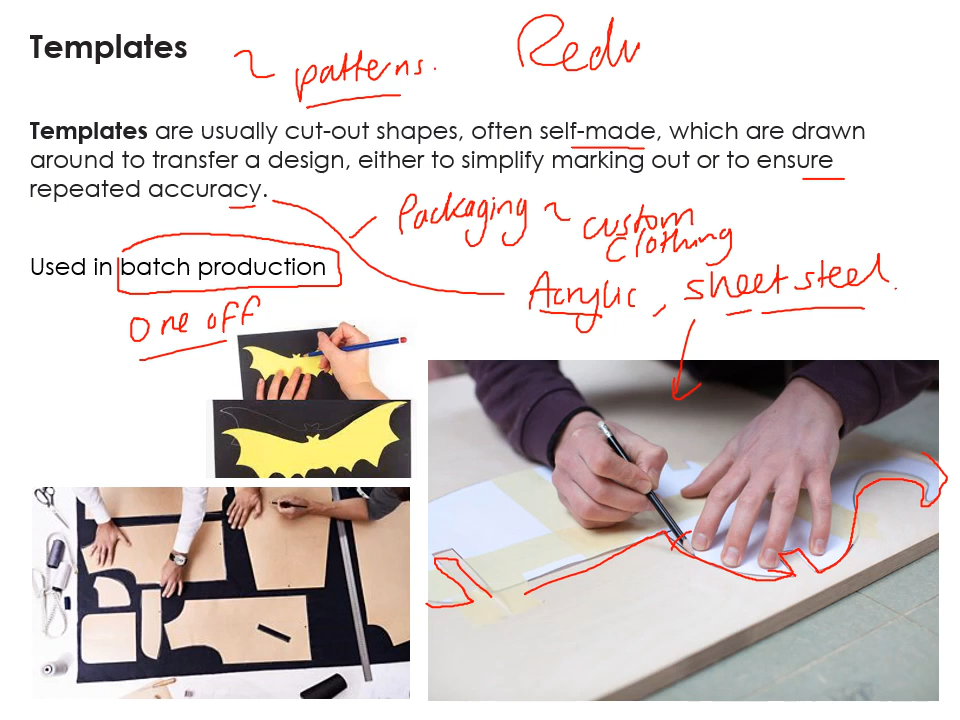 Templates
~ patterns.
Redu
Templates are usually cut-out shapes, often self-made, which are drawn
around to transfer a design, either to simplify marking out or to ensure
repeated accuracy.
Packaging ~ custom
clothing
Used in batch production
Acrylic, sheet steel.
One off